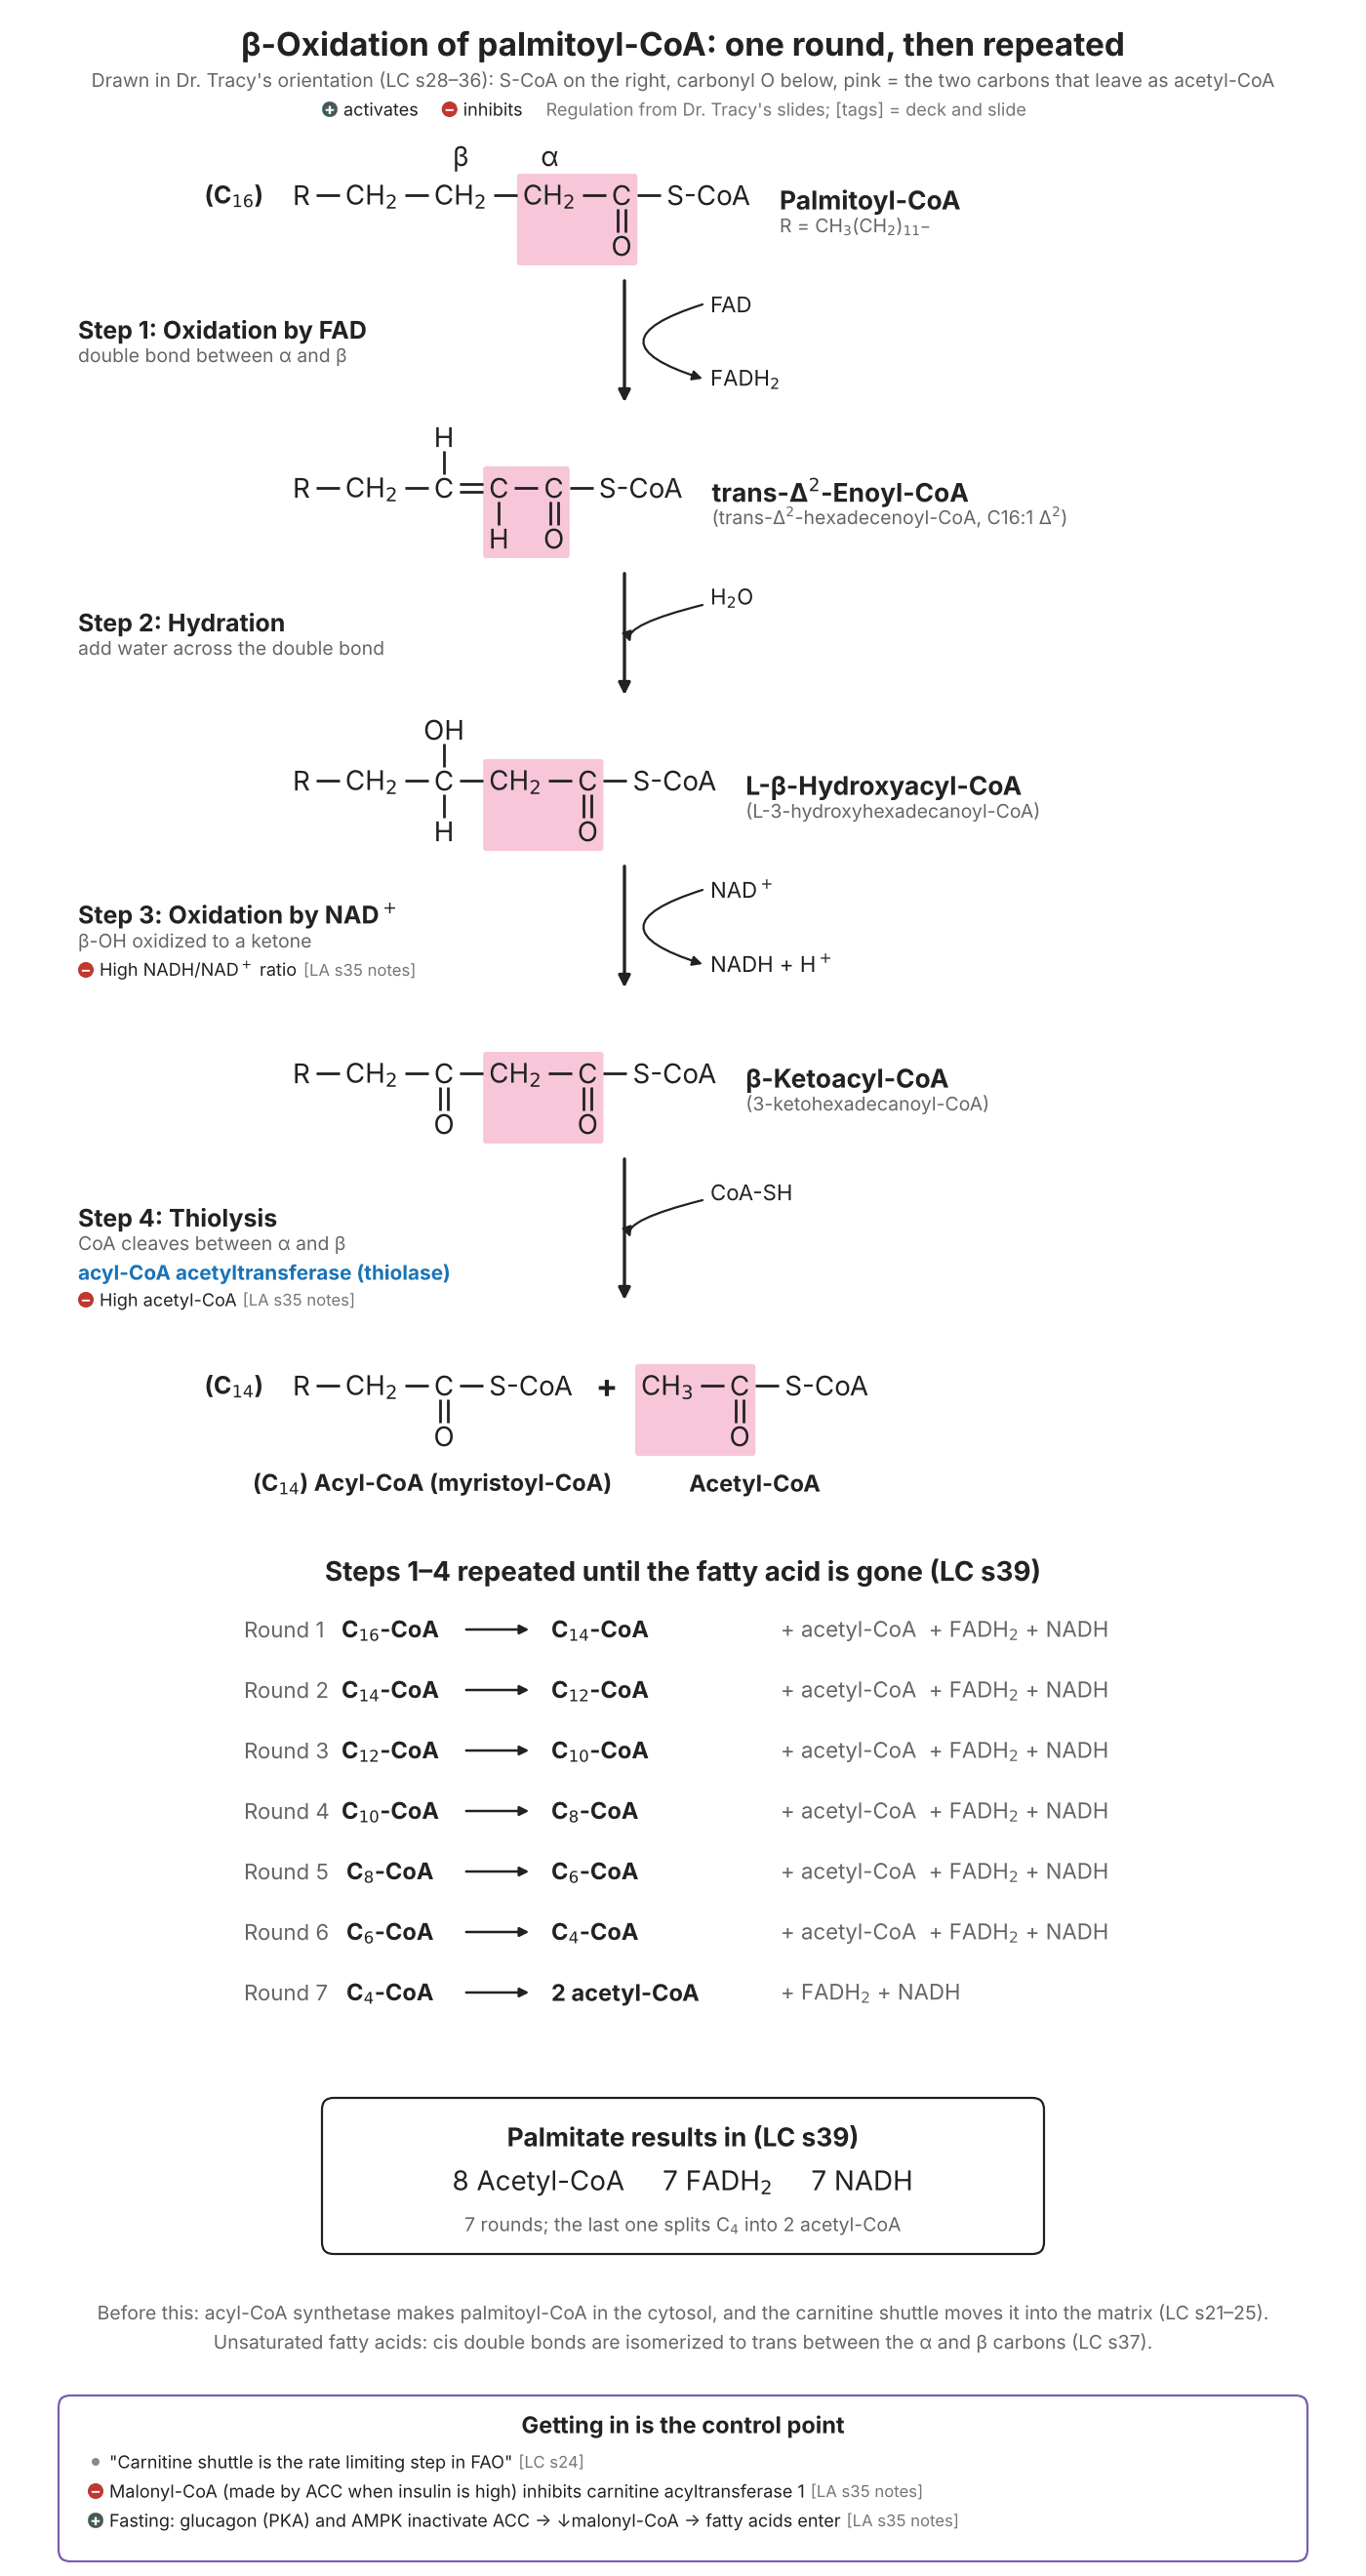 β-Oxidation of palmitoyl-CoA: one round, then repeated
Drawn in Dr. Tracy's orientation (LC s28–36): S-CoA on the right, carbonyl O below, pink = the two carbons that leave as acetyl-CoA
+ activates − inhibits Regulation from Dr. Tracy's slides; [tags] = deck and slide
β α
(C₁₆) R — CH₂ — CH₂ — CH₂ — C — S-CoA Palmitoyl-CoA
R = CH₃(CH₂)₁₁–
O
FAD
Step 1: Oxidation by FAD
double bond between α and β
FADH₂
H
R — CH₂ — C = C — C — S-CoA trans-Δ²-Enoyl-CoA
(trans-Δ²-hexadecenoyl-CoA, C16:1 Δ²)
H O
H₂O
Step 2: Hydration
add water across the double bond
OH
R — CH₂ — C — CH₂ — C — S-CoA L-β-Hydroxyacyl-CoA
(L-3-hydroxyhexadecanoyl-CoA)
H O
NAD⁺
Step 3: Oxidation by NAD⁺
β-OH oxidized to a ketone
− High NADH/NAD⁺ ratio [LA s35 notes]
NADH + H⁺
R — CH₂ — C — CH₂ — C — S-CoA β-Ketoacyl-CoA
(3-ketohexadecanoyl-CoA)
O O
CoA-SH
Step 4: Thiolysis
CoA cleaves between α and β
acyl-CoA acetyltransferase (thiolase)
− High acetyl-CoA [LA s35 notes]
(C₁₄) R — CH₂ — C — S-CoA + CH₃ — C — S-CoA
O O
(C₁₄) Acyl-CoA (myristoyl-CoA) Acetyl-CoA
Steps 1–4 repeated until the fatty acid is gone (LC s39)
Round 1 C₁₆-CoA → C₁₄-CoA + acetyl-CoA + FADH₂ + NADH
Round 2 C₁₄-CoA → C₁₂-CoA + acetyl-CoA + FADH₂ + NADH
Round 3 C₁₂-CoA → C₁₀-CoA + acetyl-CoA + FADH₂ + NADH
Round 4 C₁₀-CoA → C₈-CoA + acetyl-CoA + FADH₂ + NADH
Round 5 C₈-CoA → C₆-CoA + acetyl-CoA + FADH₂ + NADH
Round 6 C₆-CoA → C₄-CoA + acetyl-CoA + FADH₂ + NADH
Round 7 C₄-CoA → 2 acetyl-CoA + FADH₂ + NADH
Palmitate results in (LC s39)
8 Acetyl-CoA 7 FADH₂ 7 NADH
7 rounds; the last one splits C₄ into 2 acetyl-CoA
Before this: acyl-CoA synthetase makes palmitoyl-CoA in the cytosol, and the carnitine shuttle moves it into the matrix (LC s21–25).
Unsaturated fatty acids: cis double bonds are isomerized to trans between the α and β carbons (LC s37).
Getting in is the control point
• "Carnitine shuttle is the rate limiting step in FAO" [LC s24]
− Malonyl-CoA (made by ACC when insulin is high) inhibits carnitine acyltransferase 1 [LA s35 notes]
+ Fasting: glucagon (PKA) and AMPK inactivate ACC → ↓malonyl-CoA → fatty acids enter [LA s35 notes]